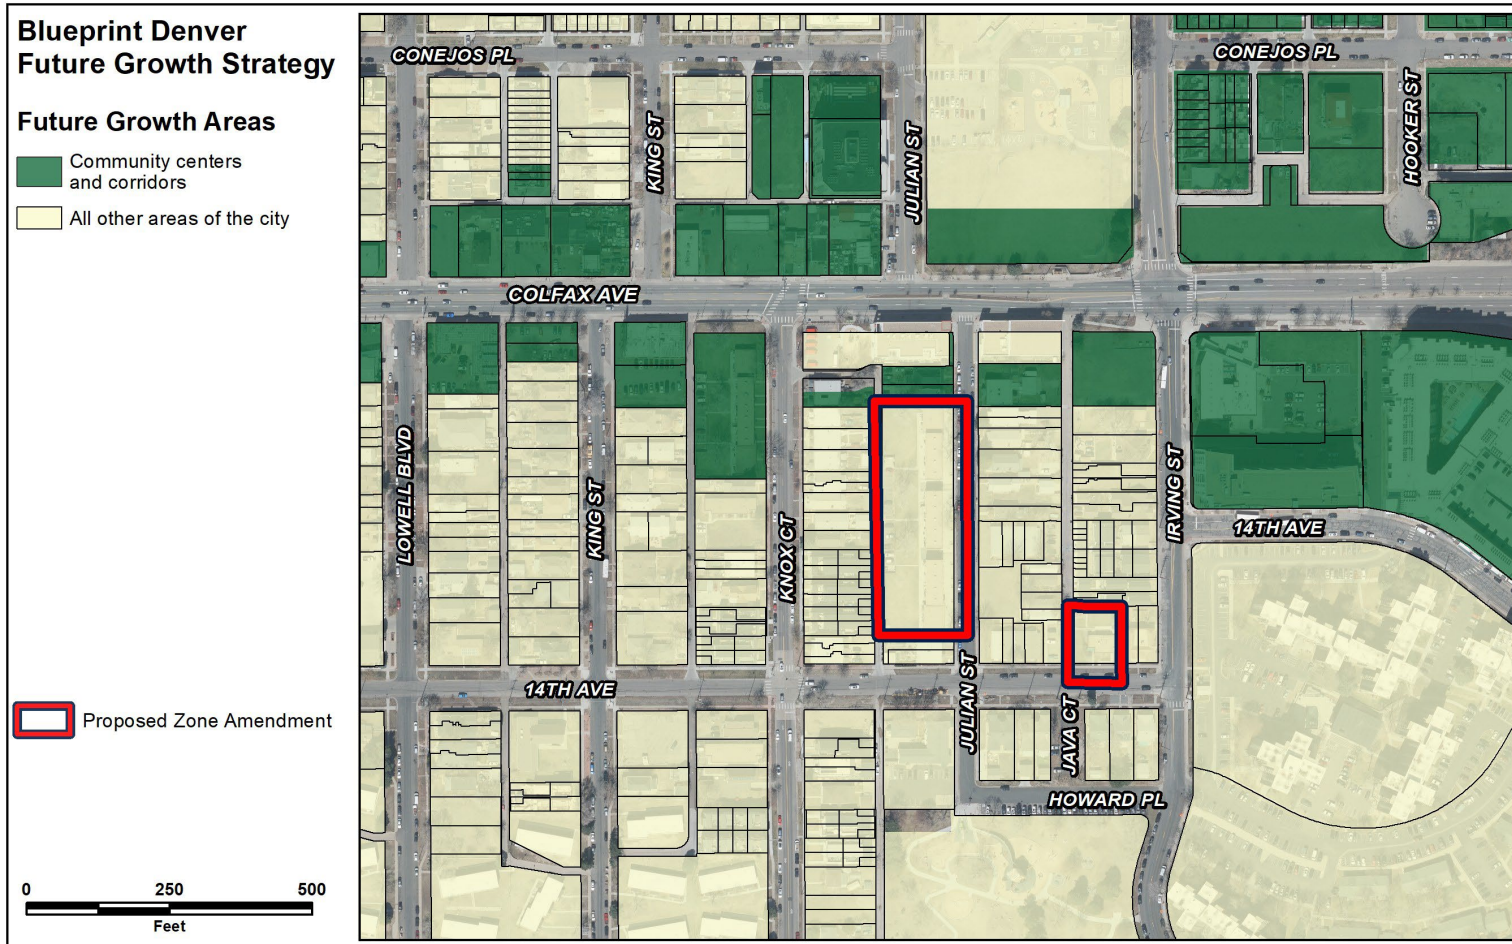 Blueprint Denver
Future Growth Strategy
Future Growth Areas
Community centers
and corridors
All other areas of the city
Proposed Zone Amendment
0 250 500
Feet
CONEJOS PL
CONEJOS PL
KING ST
JULIAN ST
HOOKER ST
COLFAX AVE
LOWELL BLVD
KING ST
KNOX CT
IRVING ST
14TH AVE
14TH AVE
JULIAN ST
JAVA CT
HOWARD PL